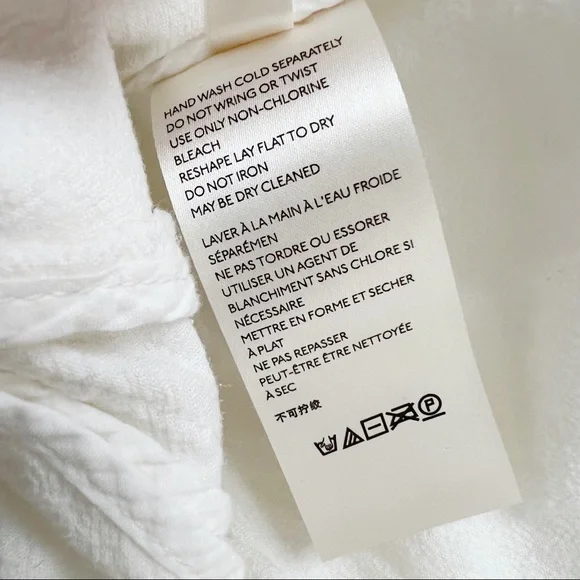 HAND WASH COLD SEPARATELY
DO NOT WRING OR TWIST
USE ONLY NON-CHLORINE
BLEACH
RESHAPE LAY FLAT TO DRY
DO NOT IRON
MAY BE DRY CLEANED
LAVER À LA MAIN À L'EAU FROIDE
SÉPARÉMEN
NE PAS TORDRE OU ESSORER
UTILISER UN AGENT DE
BLANCHIMENT SANS CHLORE SI
NÉCESSAIRE
METTRE EN FORME ET SECHER
À PLAT
NE PAS REPASSER
PEUT-ÊTRE ÊTRE NETTOYÉE
À SEC
不可拧绞
P